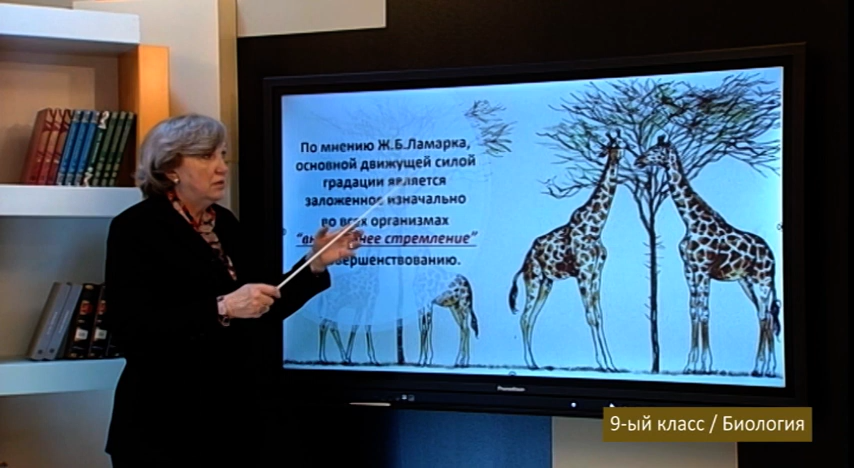 По мнению Ж.Б.Ламарка,
основной движущей силой
градации является
заложенное изначально
во всех организмах
стремление”
.
9-ый класс / Биология